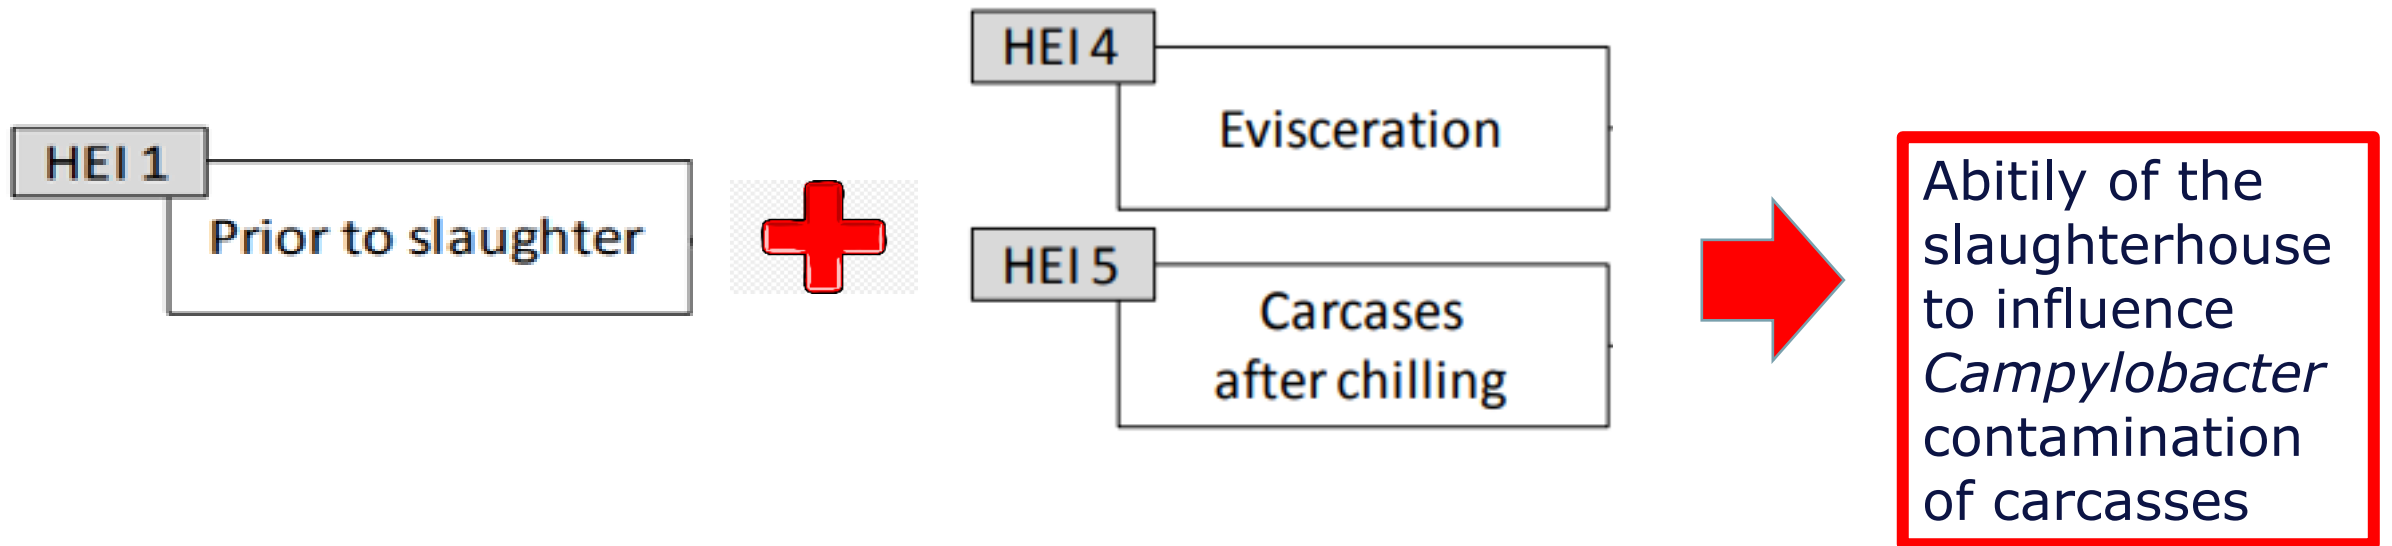 HEI 1
Prior to slaughter
HEI 4
Evisceration
HEI 5
Carcases
after chilling
Abitily of the
slaughterhouse
to influence
Campylobacter
contamination
of carcasses